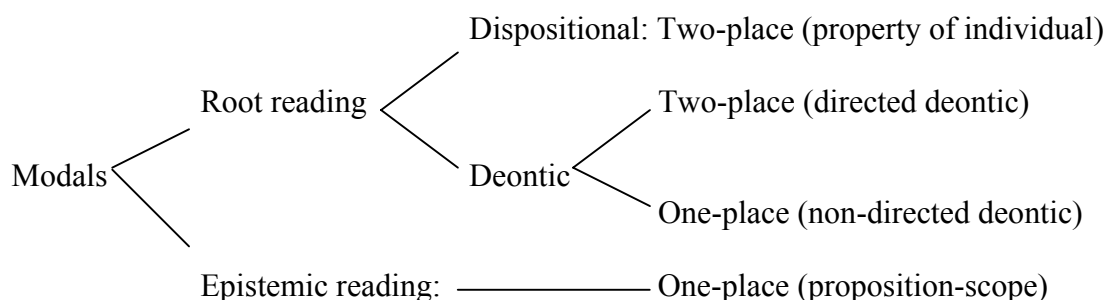 Dispositional: Two-place (property of individual)
Root reading
Two-place (directed deontic)
Modals
Deontic
One-place (non-directed deontic)
Epistemic reading:
One-place (proposition-scope)